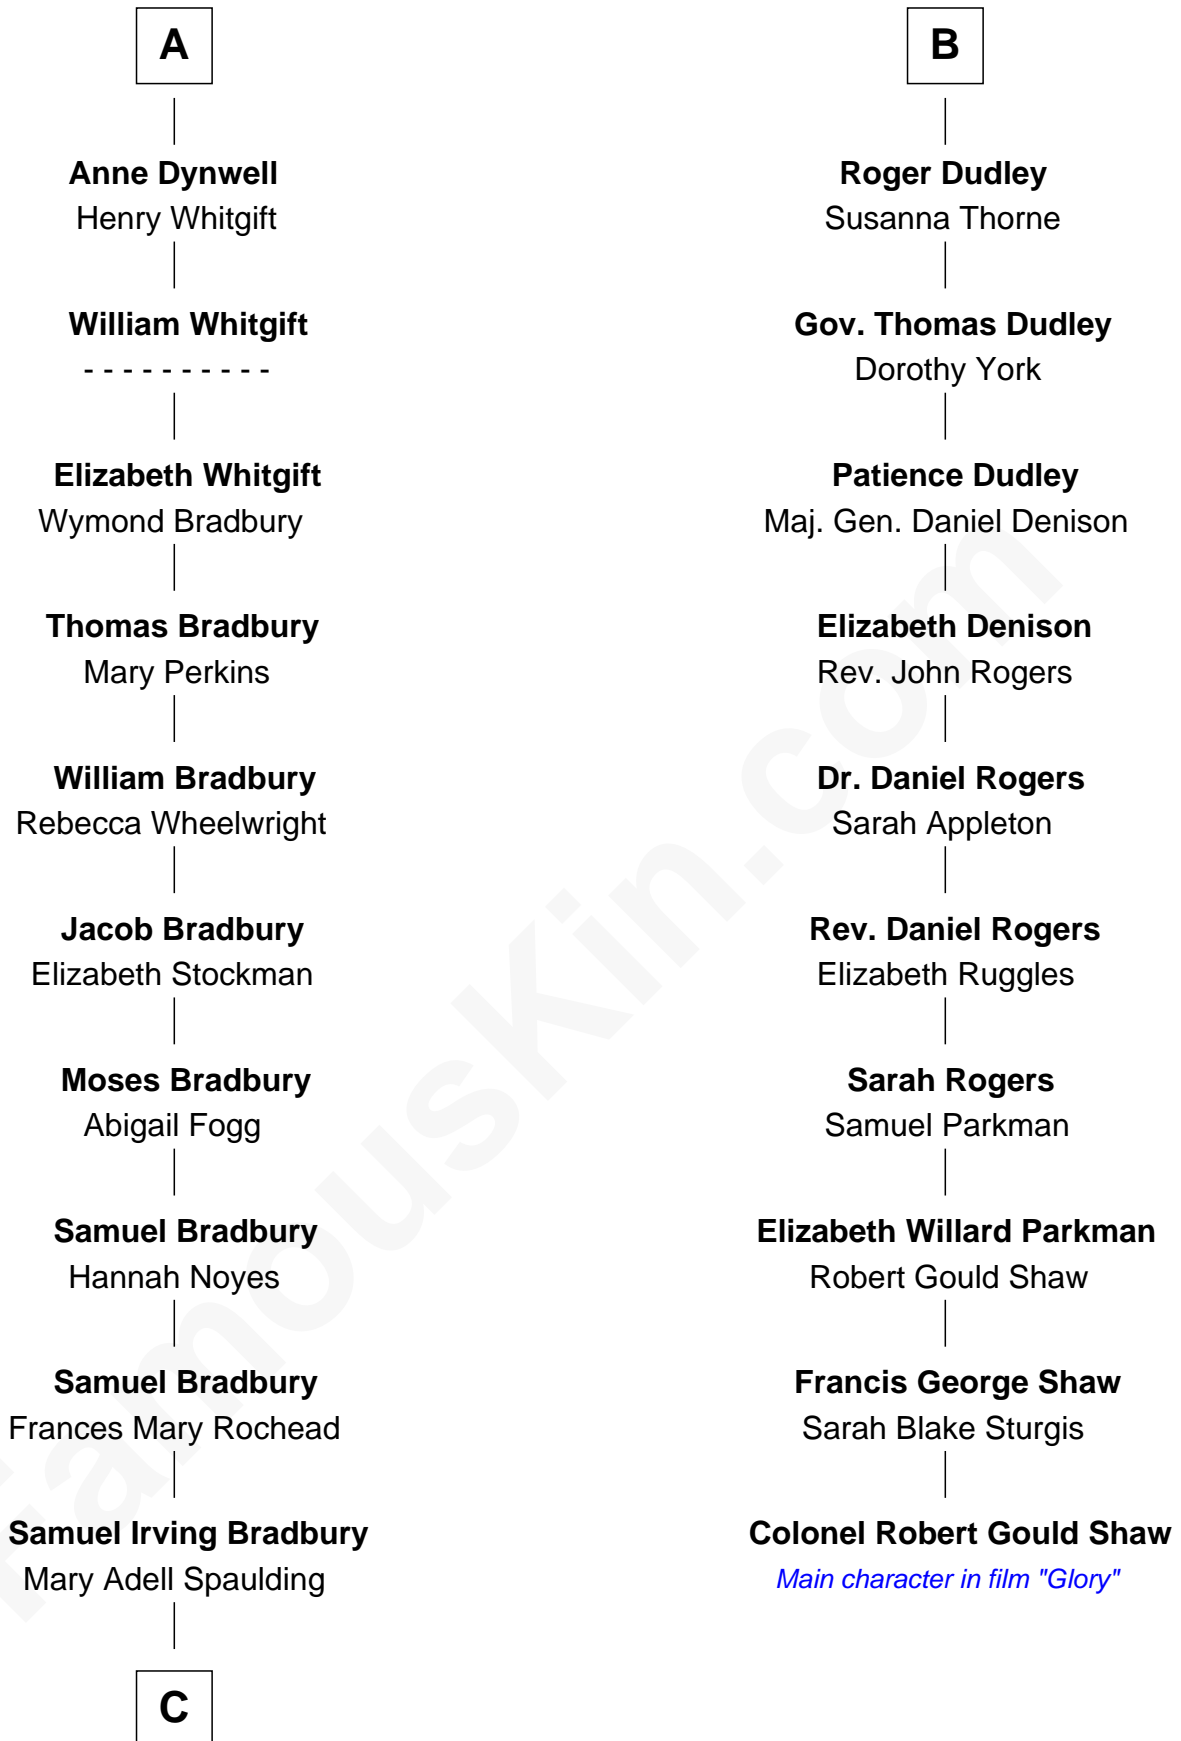 A
Anne Dynwell
Henry Whitgift
William Whitgift
- - - - - - - - - -
Elizabeth Whitgift
Wymond Bradbury
Thomas Bradbury
Mary Perkins
William Bradbury
Rebecca Wheelwright
Jacob Bradbury
Elizabeth Stockman
Moses Bradbury
Abigail Fogg
Samuel Bradbury
Hannah Noyes
Samuel Bradbury
Frances Mary Rochead
Samuel Irving Bradbury
Mary Adell Spaulding
C
B
Roger Dudley
Susanna Thorne
Gov. Thomas Dudley
Dorothy York
Patience Dudley
Maj. Gen. Daniel Denison
Elizabeth Denison
Rev. John Rogers
Dr. Daniel Rogers
Sarah Appleton
Rev. Daniel Rogers
Elizabeth Ruggles
Sarah Rogers
Samuel Parkman
Elizabeth Willard Parkman
Robert Gould Shaw
Francis George Shaw
Sarah Blake Sturgis
Colonel Robert Gould Shaw
Main character in film "Glory"
FamousKin.com